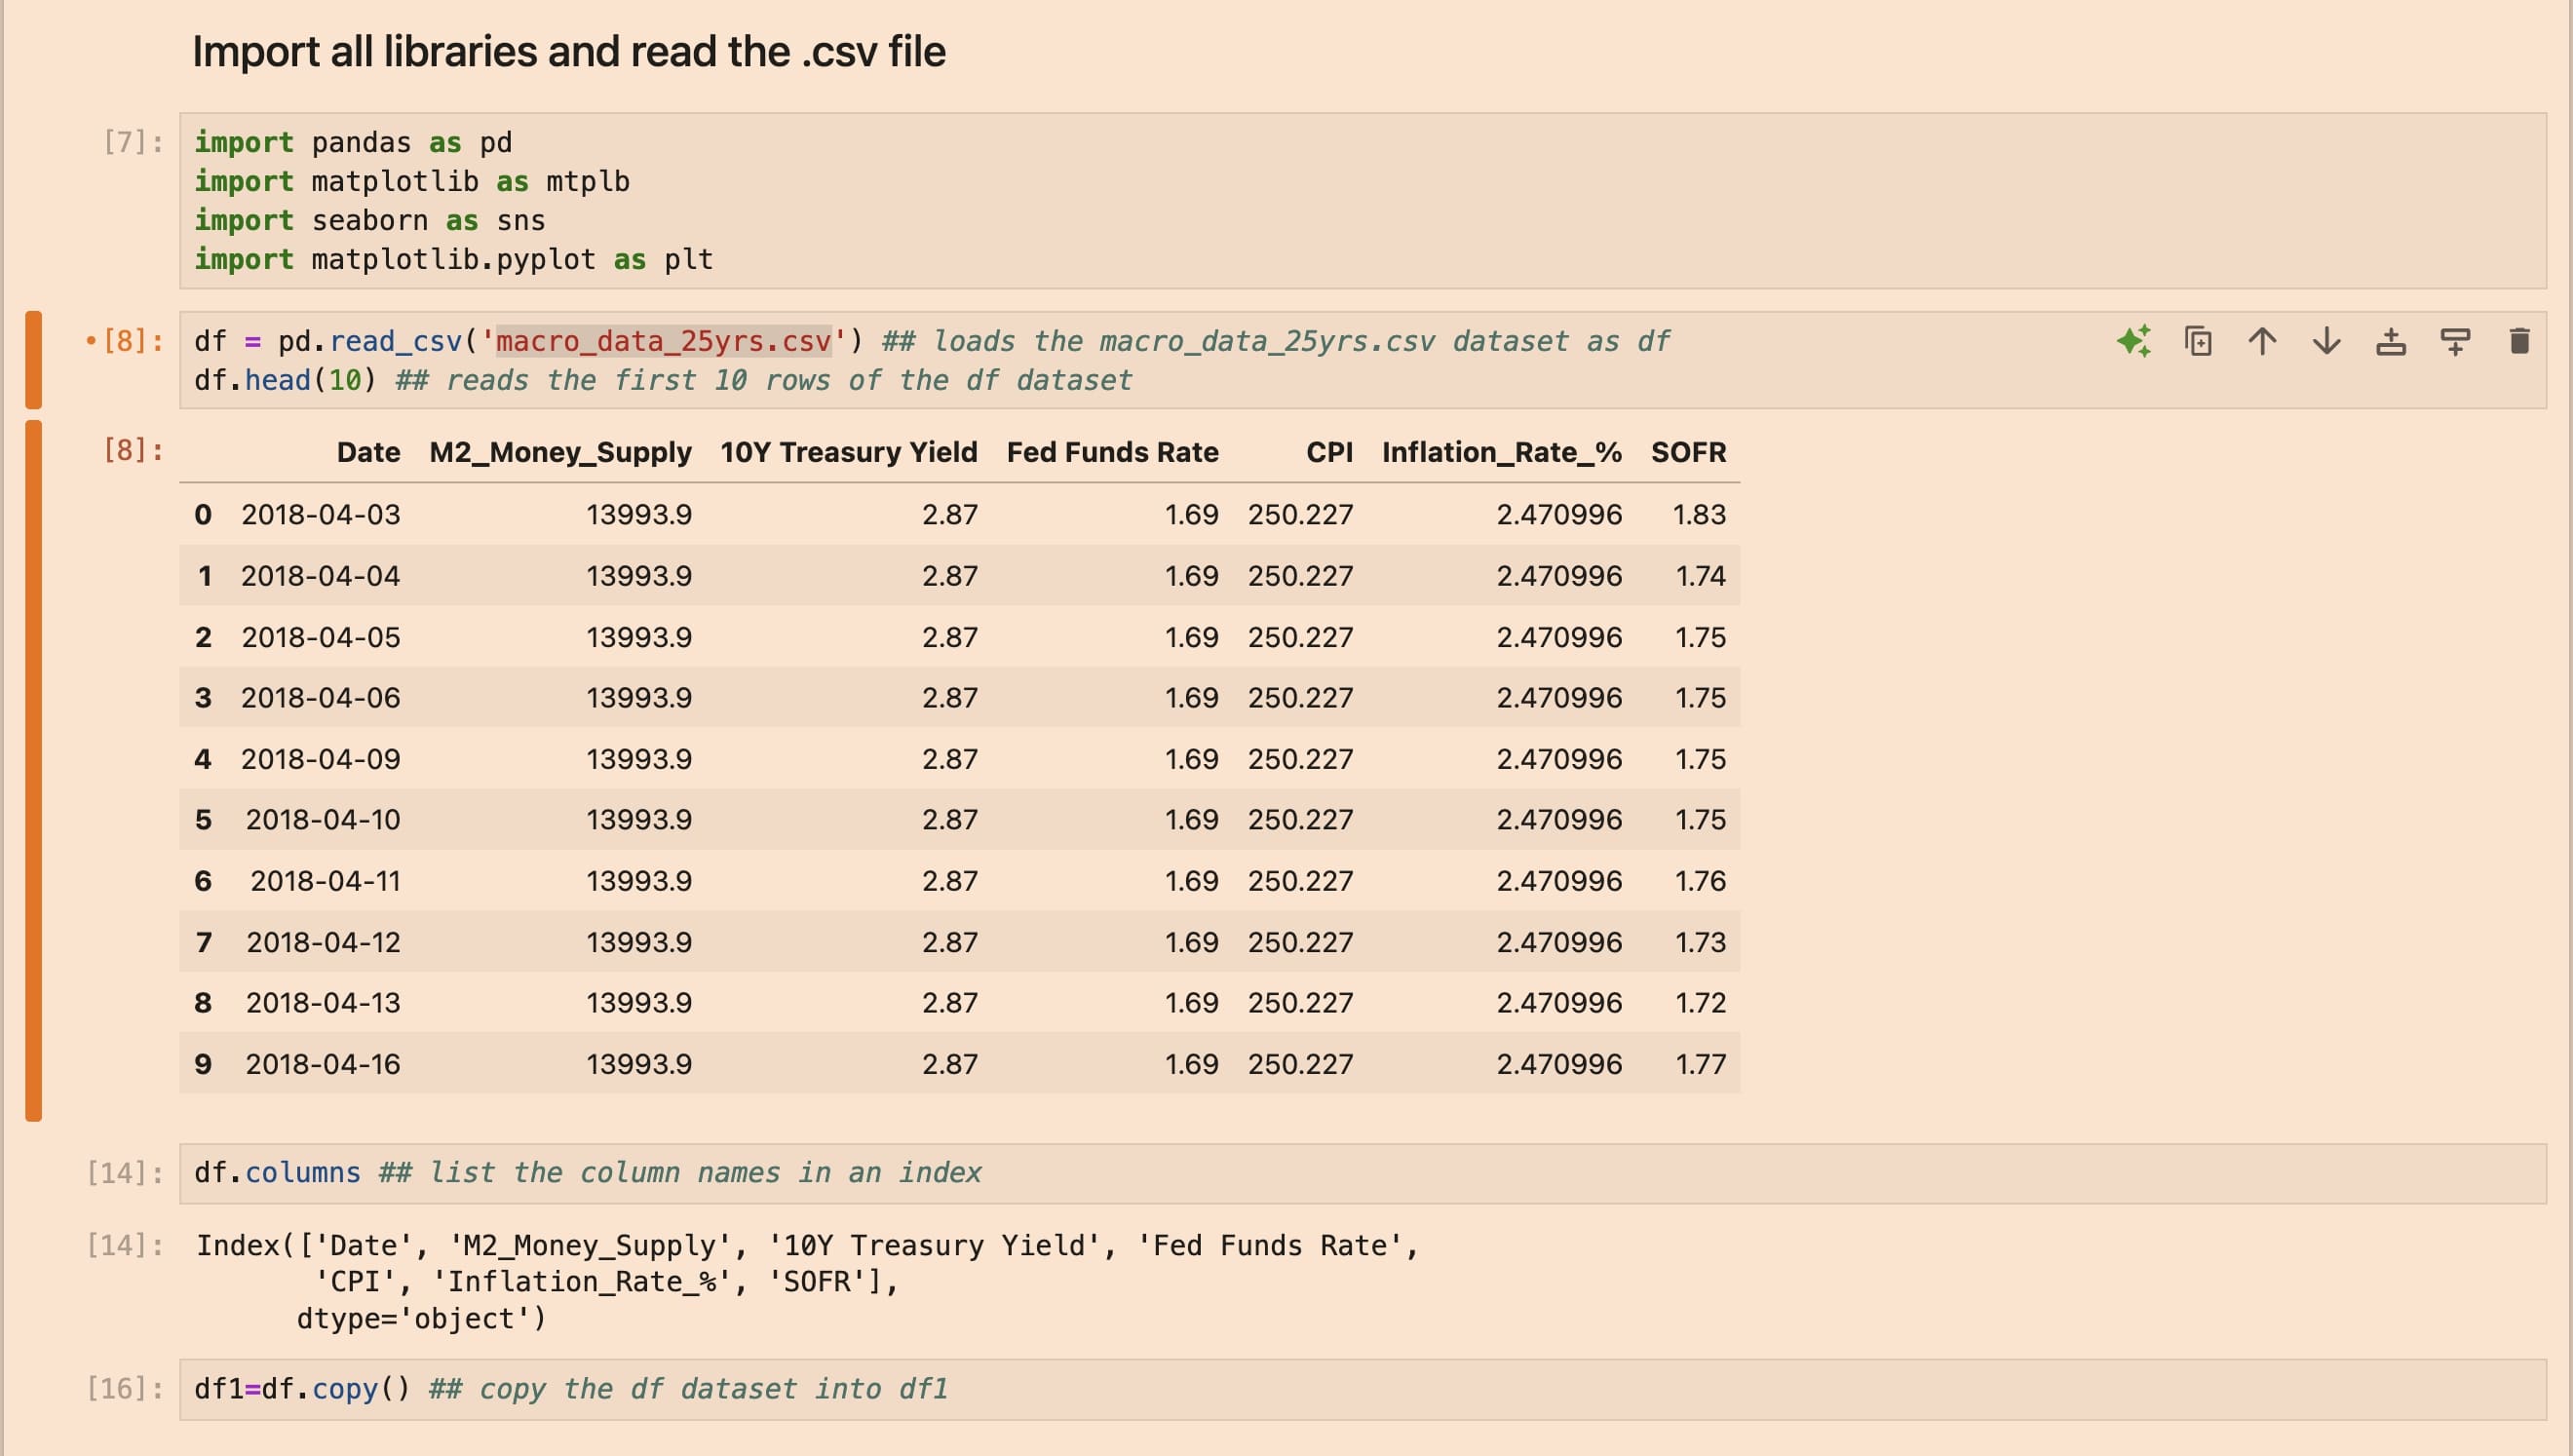 Import all libraries and read the .csv file
[7]:
import pandas as pd
import matplotlib as mtplb
import seaborn as sns
import matplotlib.pyplot as plt
•[8]:
df = pd.read_csv('macro_data_25yrs.csv') ## loads the macro_data_25yrs.csv dataset as df
df.head(10) ## reads the first 10 rows of the df dataset
[8]:
Date M2_Money_Supply 10Y Treasury Yield Fed Funds Rate CPI Inflation_Rate_% SOFR
0 2018-04-03 13993.9 2.87 1.69 250.227 2.470996 1.83
1 2018-04-04 13993.9 2.87 1.69 250.227 2.470996 1.74
2 2018-04-05 13993.9 2.87 1.69 250.227 2.470996 1.75
3 2018-04-06 13993.9 2.87 1.69 250.227 2.470996 1.75
4 2018-04-09 13993.9 2.87 1.69 250.227 2.470996 1.75
5 2018-04-10 13993.9 2.87 1.69 250.227 2.470996 1.75
6 2018-04-11 13993.9 2.87 1.69 250.227 2.470996 1.76
7 2018-04-12 13993.9 2.87 1.69 250.227 2.470996 1.73
8 2018-04-13 13993.9 2.87 1.69 250.227 2.470996 1.72
9 2018-04-16 13993.9 2.87 1.69 250.227 2.470996 1.77
[14]:
df.columns ## list the column names in an index
[14]:
Index(['Date', 'M2_Money_Supply', '10Y Treasury Yield', 'Fed Funds Rate',
'CPI', 'Inflation_Rate_%', 'SOFR'],
dtype='object')
[16]:
df1=df.copy() ## copy the df dataset into df1